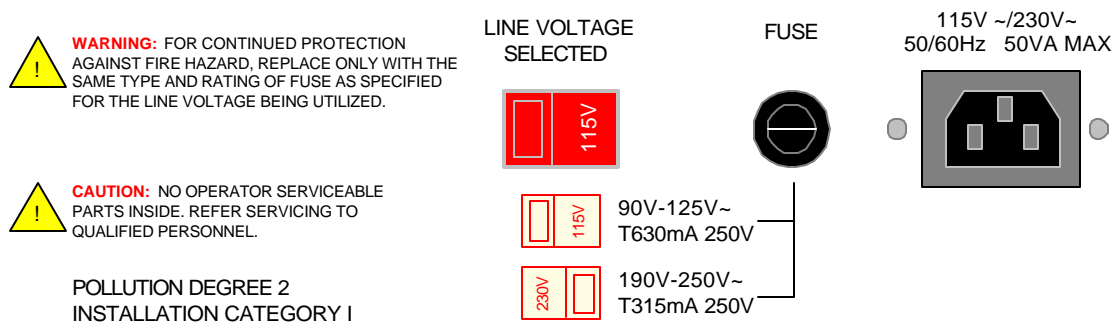 !
WARNING: FOR CONTINUED PROTECTION
AGAINST FIRE HAZARD, REPLACE ONLY WITH THE
SAME TYPE AND RATING OF FUSE AS SPECIFIED
FOR THE LINE VOLTAGE BEING UTILIZED.
!
CAUTION: NO OPERATOR SERVICEABLE
PARTS INSIDE. REFER SERVICING TO
QUALIFIED PERSONNEL.
POLLUTION DEGREE 2
INSTALLATION CATEGORY I
LINE VOLTAGE
SELECTED
115V
FUSE
115V
90V-125V~
T630mA 250V
230V
190V-250V~
T315mA 250V
115V ~/230V~
50/60Hz 50VA MAX